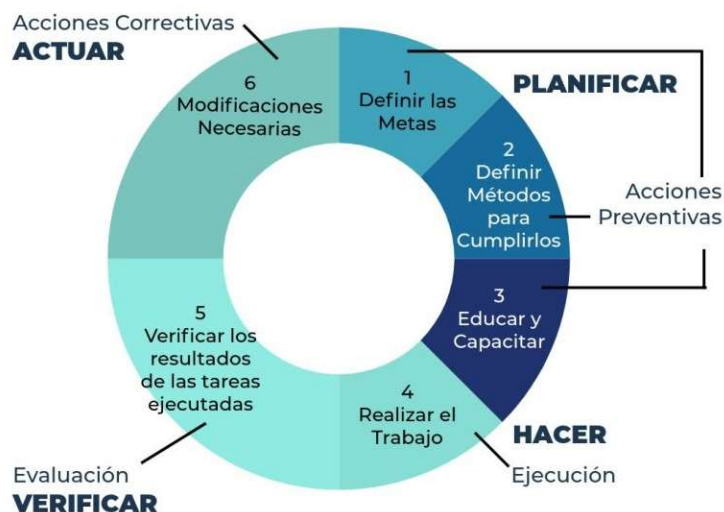 Acciones Correctivas
ACTUAR
6
Modificaciones
Necesarias
1
Definir las
Metas
PLANIFICAR
2
Definir
Métodos
para
Cumplirlos
Acciones
Preventivas
3
Educar y
Capacitar
4
Realizar el
Trabajo
HACER
Ejecución
5
Verificar los
resultados
de las tareas
ejecutadas
Evaluación
VERIFICAR